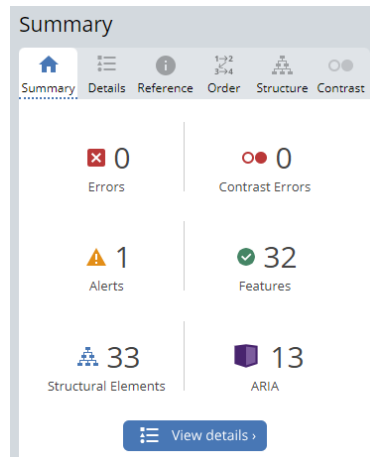 Summary
1→2
3→4
Summary Details Reference Order Structure Contrast
0 0
Errors Contrast Errors
1 32
Alerts Features
33 13
Structural Elements ARIA
View details ›